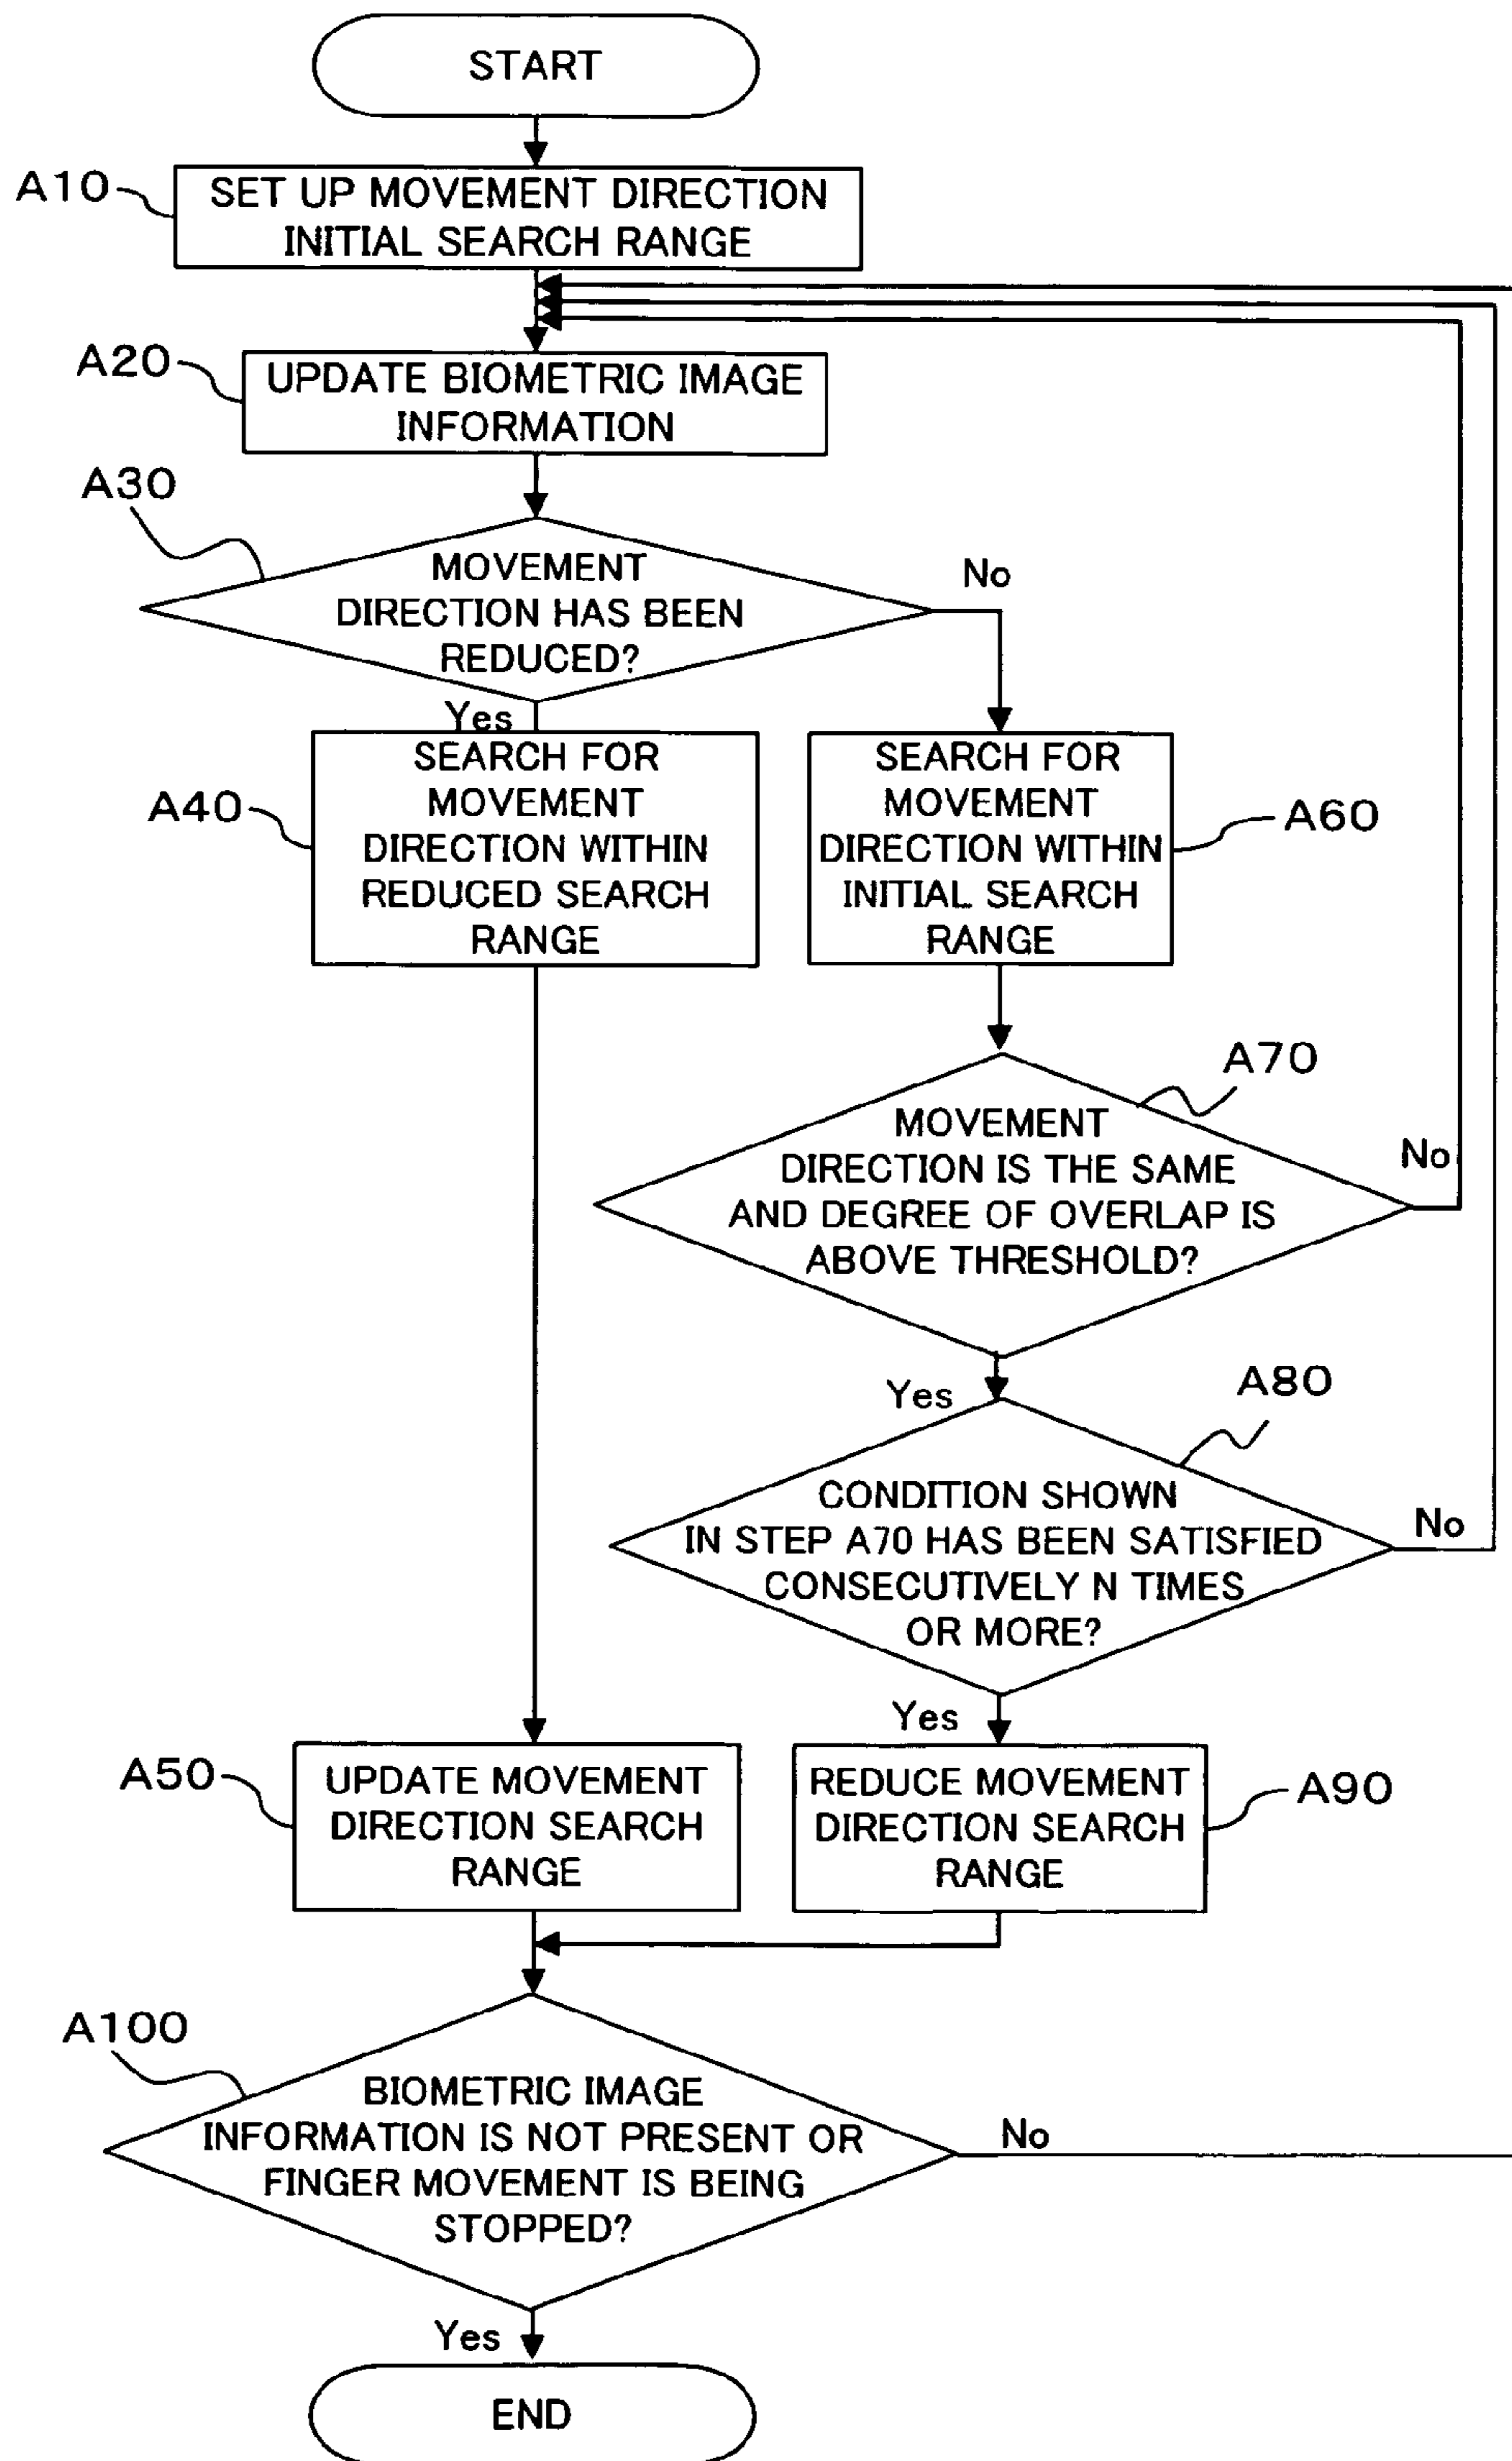 START
A10
SET UP MOVEMENT DIRECTION
INITIAL SEARCH RANGE
A20
UPDATE BIOMETRIC IMAGE
INFORMATION
A30
MOVEMENT
DIRECTION HAS BEEN
REDUCED?
No
Yes
A40
SEARCH FOR
MOVEMENT
DIRECTION WITHIN
REDUCED SEARCH
RANGE
SEARCH FOR
MOVEMENT
DIRECTION WITHIN
INITIAL SEARCH
RANGE
A60
A70
MOVEMENT
DIRECTION IS THE SAME
AND DEGREE OF OVERLAP IS
ABOVE THRESHOLD?
No
Yes
A80
CONDITION SHOWN
IN STEP A70 HAS BEEN SATISFIED
CONSECUTIVELY N TIMES
OR MORE?
No
Yes
A50
UPDATE MOVEMENT
DIRECTION SEARCH
RANGE
REDUCE MOVEMENT
DIRECTION SEARCH
RANGE
A90
A100
BIOMETRIC IMAGE
INFORMATION IS NOT PRESENT OR
FINGER MOVEMENT IS BEING
STOPPED?
No
Yes
END